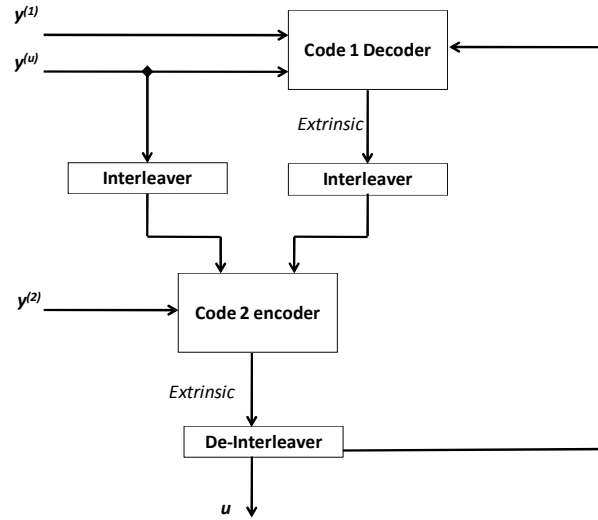 y(1)
y(u)
Code 1 Decoder
Extrinsic
Interleaver
Interleaver
y(2)
Code 2 encoder
Extrinsic
De-Interleaver
u